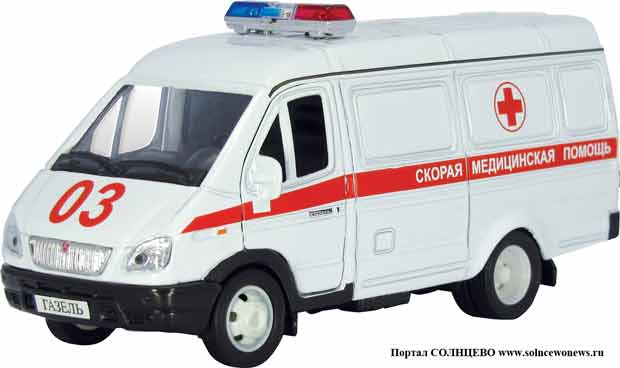 03
СКОРАЯ МЕДИЦИНСКАЯ ПОМОЩЬ
ГАЗЕЛЬ
Портал СОЛНЦЕВО www.solncewonews.ru